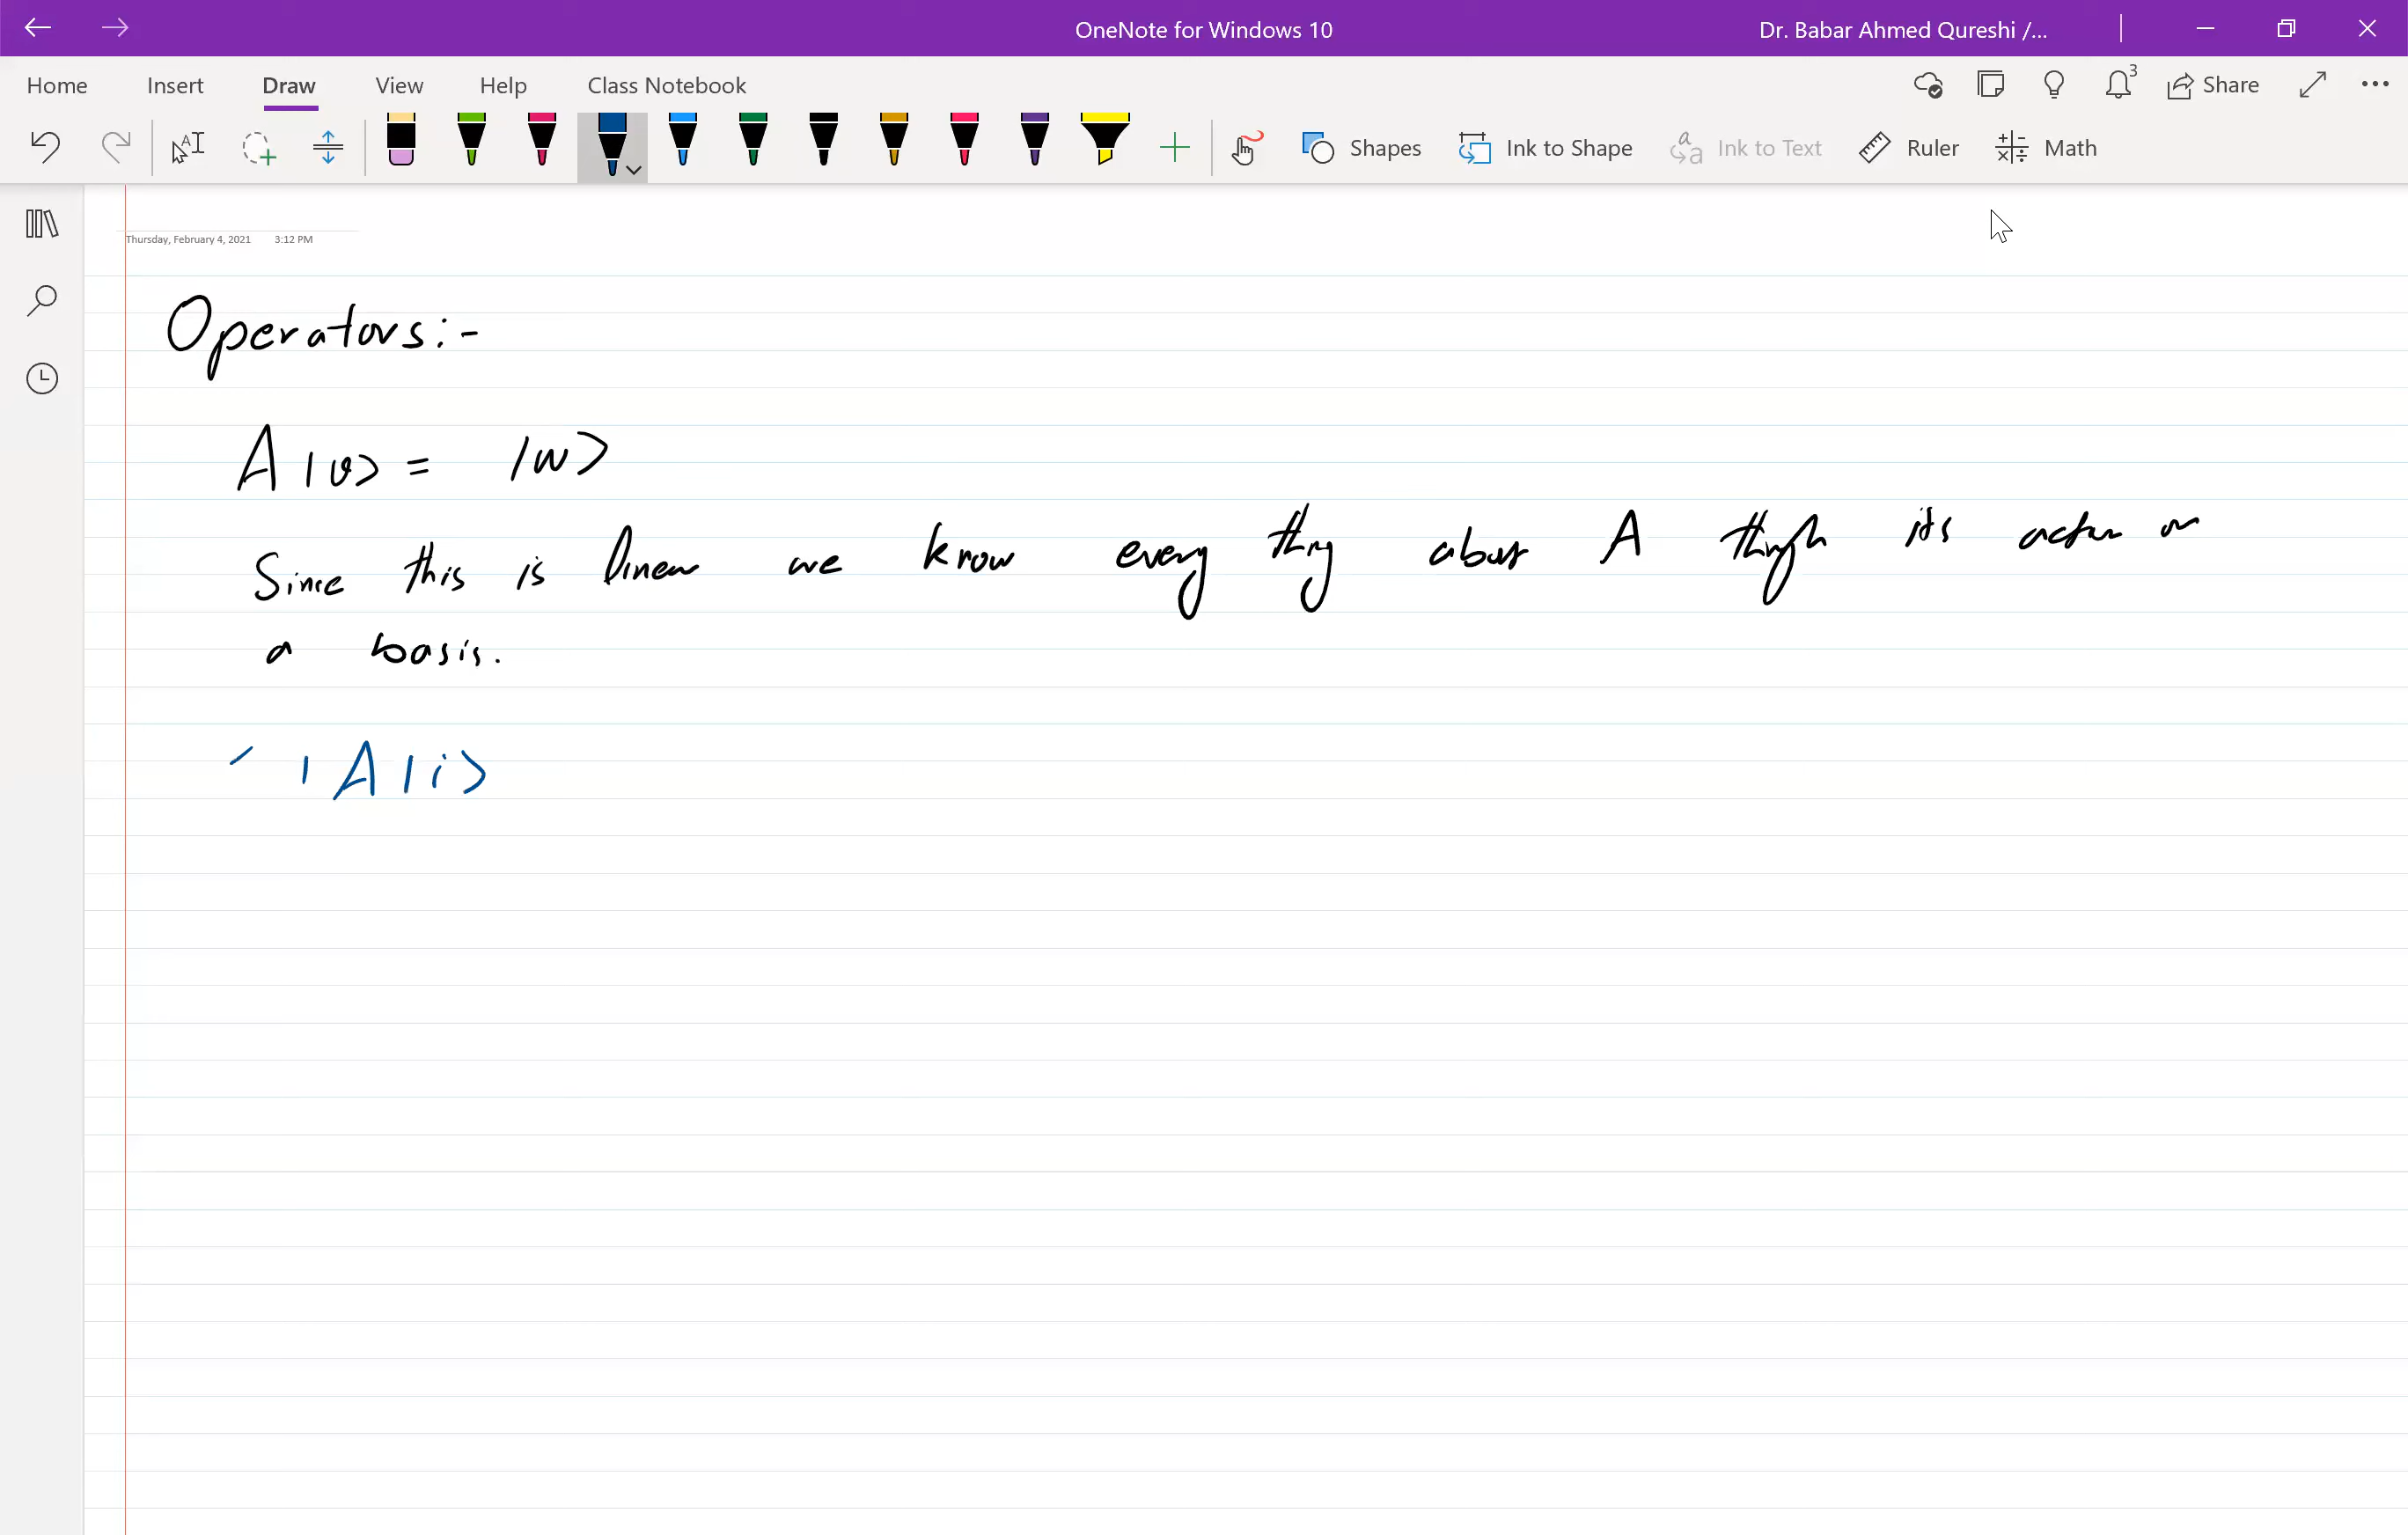 OneNote for Windows 10
Dr. Babar Ahmed Qureshi /...
Home Insert Draw View Help Class Notebook
3
Share
Shapes Ink to Shape Ink to Text Ruler Math
Thursday, February 4, 2021 3:12 PM
Operators:-
A|v> = |w>
Since this is linear we know every thing about A through its action on
a basis.
| A | i >